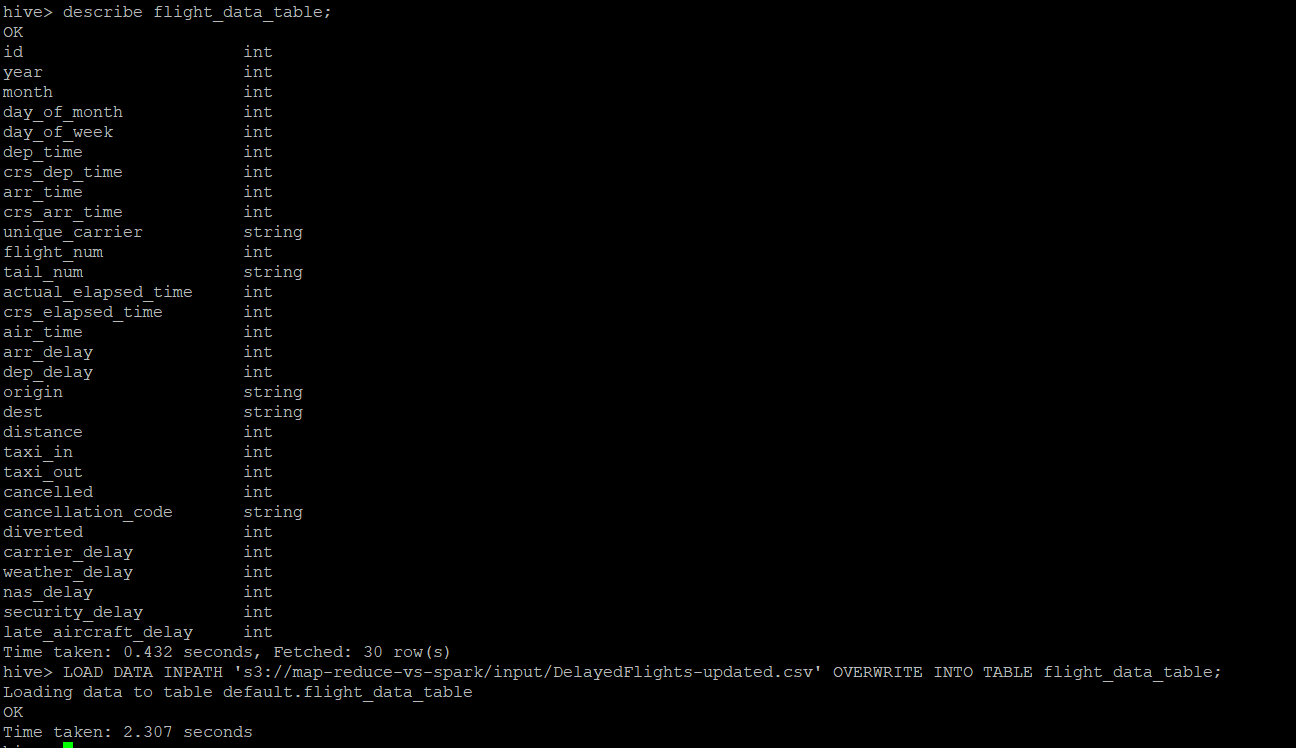 hive> describe flight_data_table;
OK
id                      int
year                    int
month                   int
day_of_month            int
day_of_week             int
dep_time                int
crs_dep_time            int
arr_time                int
crs_arr_time            int
unique_carrier          string
flight_num              int
tail_num                string
actual_elapsed_time     int
crs_elapsed_time        int
air_time                int
arr_delay               int
dep_delay               int
origin                  string
dest                    string
distance                int
taxi_in                 int
taxi_out                int
cancelled               int
cancellation_code       string
diverted                int
carrier_delay           int
weather_delay           int
nas_delay               int
security_delay          int
late_aircraft_delay     int
Time taken: 0.432 seconds, Fetched: 30 row(s)
hive> LOAD DATA INPATH 's3://map-reduce-vs-spark/input/DelayedFlights-updated.csv' OVERWRITE INTO TABLE flight_data_table;
Loading data to table default.flight_data_table
OK
Time taken: 2.307 seconds